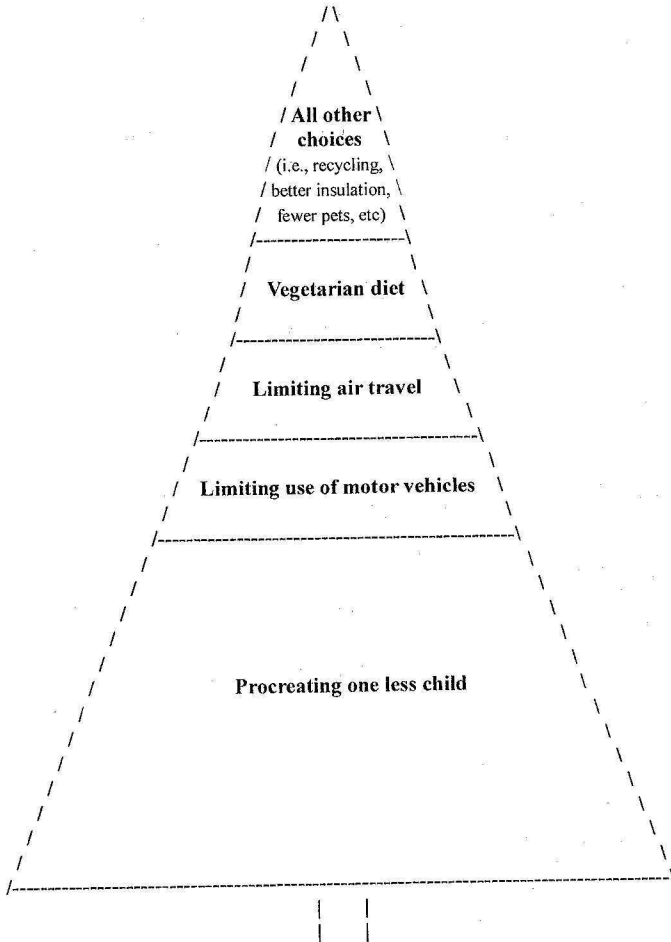 All other
choices
(i.e., recycling,
better insulation,
fewer pets, etc)
Vegetarian diet
Limiting air travel
Limiting use of motor vehicles
Procreating one less child